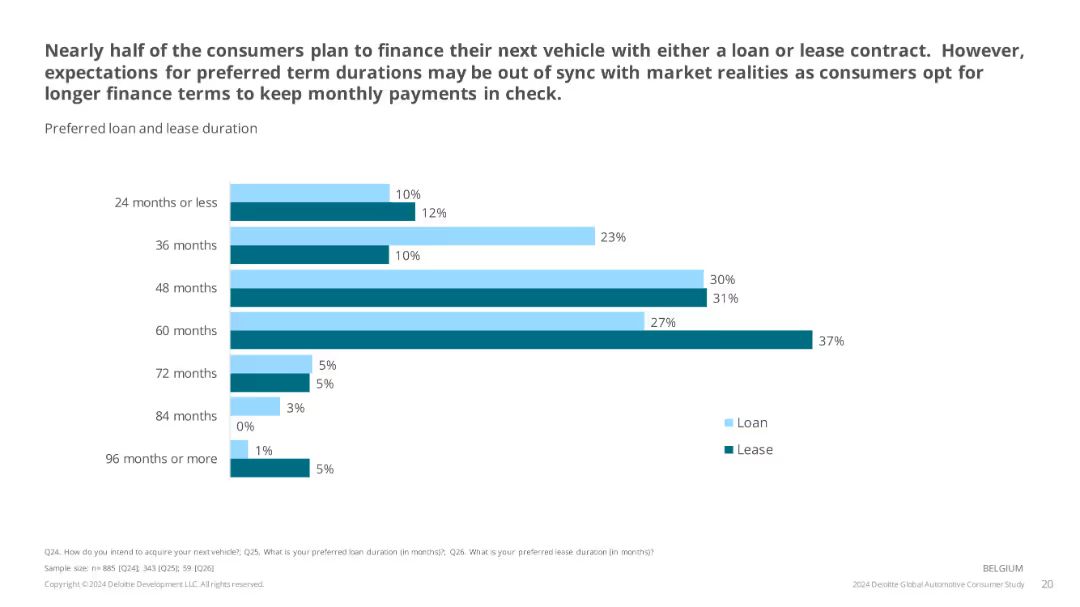 Nearly half of the consumers plan to finance their next vehicle with either a loan or lease contract. However,
expectations for preferred term durations may be out of sync with market realities as consumers opt for
longer finance terms to keep monthly payments in check.
Preferred loan and lease duration
24 months or less
10%
12%
36 months
23%
10%
48 months
30%
31%
60 months
27%
37%
72 months
5%
5%
84 months
3%
0%
96 months or more
1%
5%
Loan
Lease
Q24. How do you intend to acquire your next vehicle?; Q25. What is your preferred loan duration (in months)?; Q26. What is your preferred lease duration (in months)?
Sample size: n= 885 [Q24]; 343 [Q25]; 59 [Q26]
BELGIUM
Copyright © 2024 Deloitte Development LLC. All rights reserved.
2024 Deloitte Global Automotive Consumer Study
20